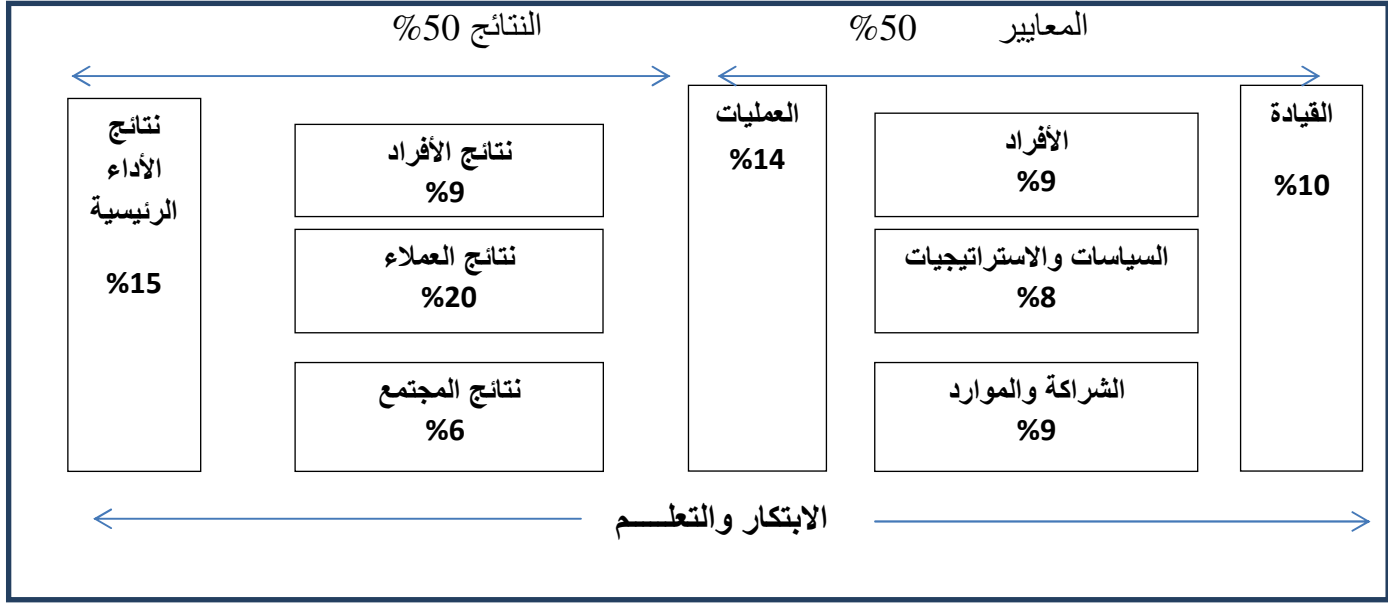 المعايير 50%
النتائج 50%
القيادة
10%
الأفراد
9%
السياسات والاستراتيجيات
8%
الشراكة والموارد
9%
العمليات
14%
نتائج الأفراد
9%
نتائج العملاء
20%
نتائج المجتمع
6%
نتائج
الأداء
الرئيسية
15%
الابتكار والتعلـــــم